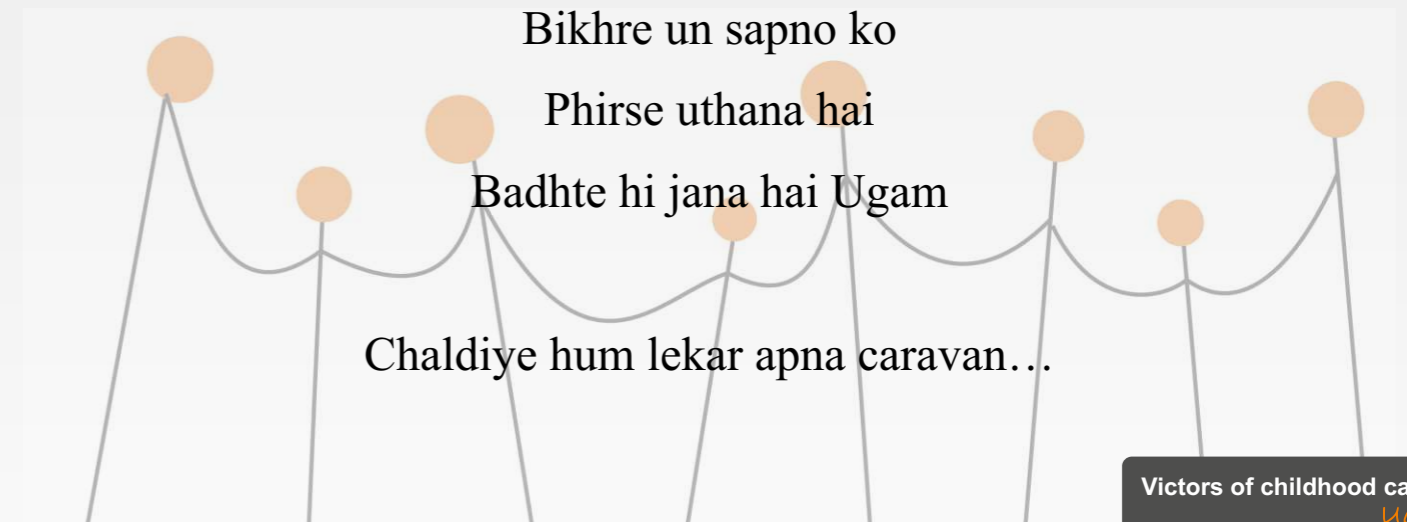 Bikhre un sapno ko
Phirse uthana hai
Badhte hi jana hai Ugam
Chaldiye hum lekar apna caravan…
Victors of childhood